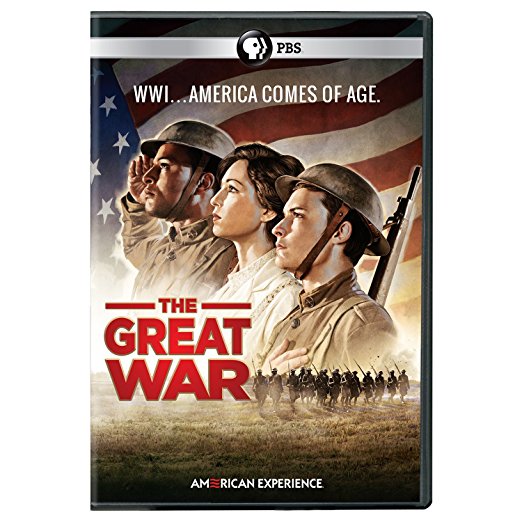 PBS
WWI...AMERICA COMES OF AGE.
THE
GREAT
WAR
AMERICAN EXPERIENCE